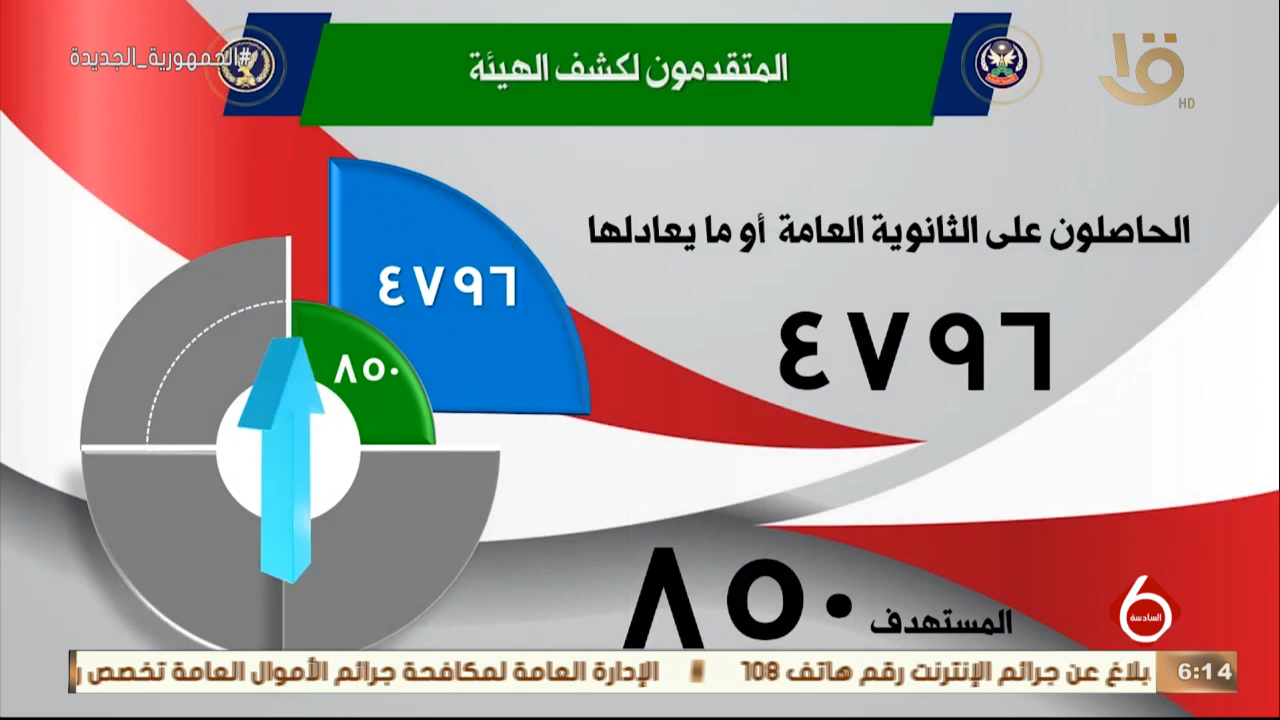 #الجمهورية_الجديدة
المتقدمون لكشف الهيئة
HD
الحاصلون على الثانوية العامة أو ما يعادلها
٤٧٩٦
٤٧٩٦
٨٥٠
المستهدف ٨٥٠
السادسة
6:14 بلاغ عن جرائم الإنترنت رقم هاتف 108 الإدارة العامة لمكافحة جرائم الأموال العامة تخصص